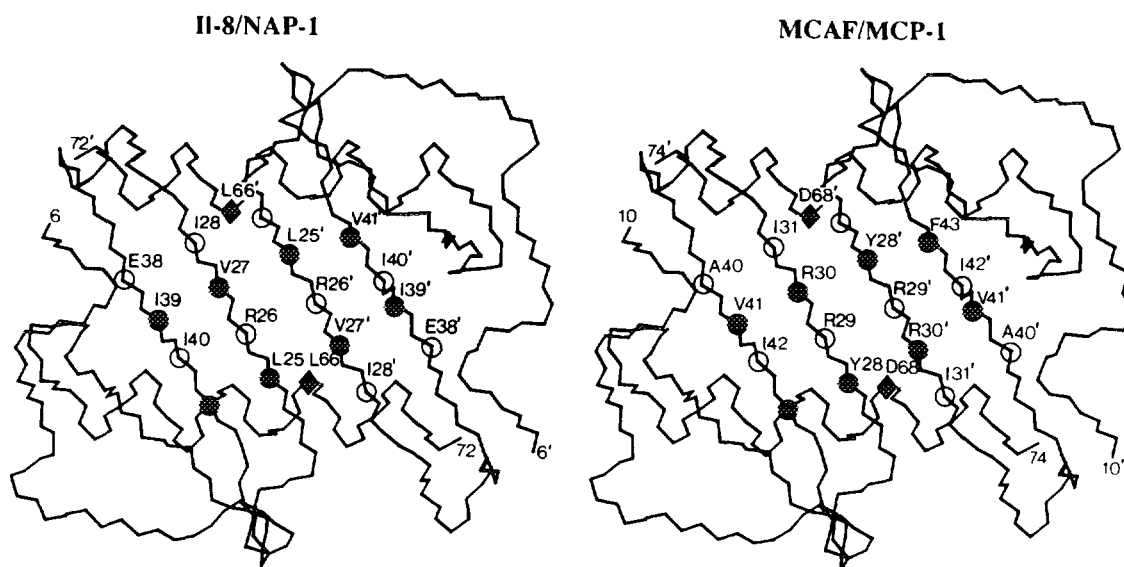 Il-8/NAP-1
MCAF/MCP-1
72'
L66'
I28
V41'
6
L25'
E38
V27
I40'
R26'
I39'
I39
R26
V27'
E38'
I40
L25
L66
I28'
72
6'
74'
D68'
I31
F43
10
Y28'
A40
R30
I42'
R29'
V41'
V41
R29
R30'
A40'
I42
Y28
D68
I31'
74
10'